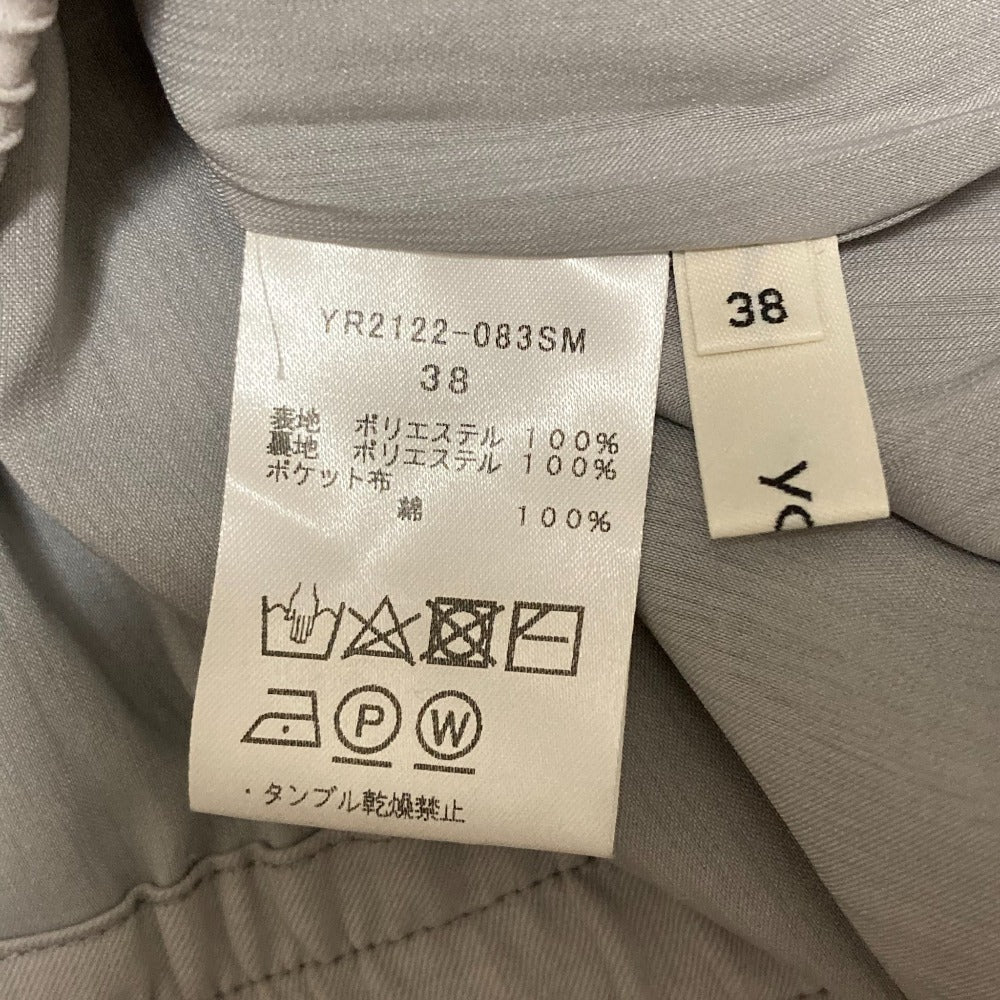 YR2122-083SM
38
表地 ポリエステル 100%
裏地 ポリエステル 100%
ポケット布
綿 100%
P W
・タンブル乾燥禁止
38